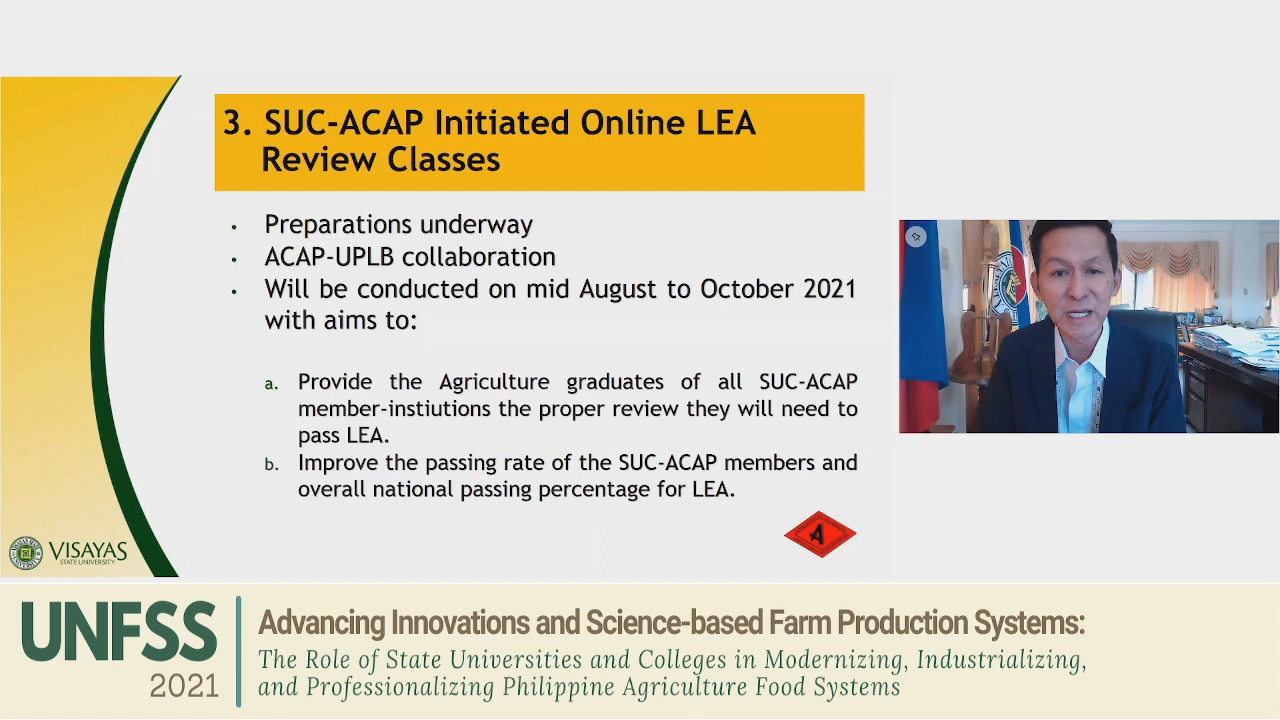 3. SUC-ACAP Initiated Online LEA
Review Classes
• Preparations underway
• ACAP-UPLB collaboration
• Will be conducted on mid August to October 2021
with aims to:
a. Provide the Agriculture graduates of all SUC-ACAP
member-instiutions the proper review they will need to
pass LEA.
b. Improve the passing rate of the SUC-ACAP members and
overall national passing percentage for LEA.
A
VISAYAS
STATE UNIVERSITY
UNFSS
2021
Advancing Innovations and Science-based Farm Production Systems:
The Role of State Universities and Colleges in Modernizing, Industrializing,
and Professionalizing Philippine Agriculture Food Systems